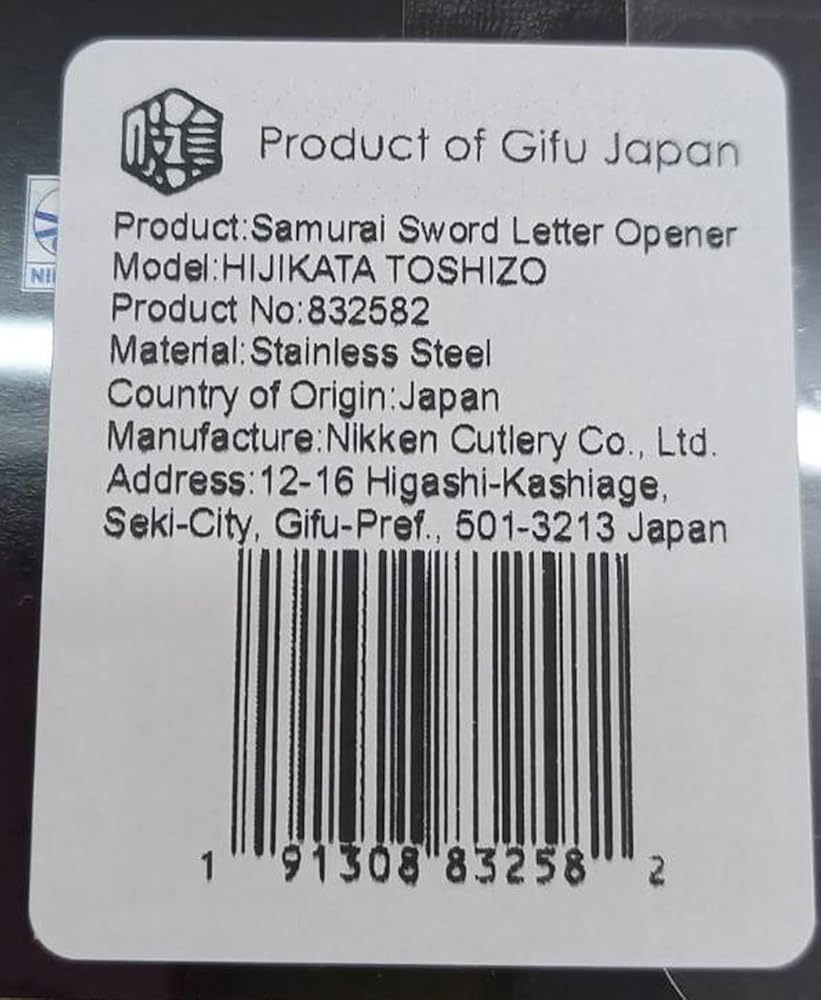 Product of Gifu Japan
Product:Samurai Sword Letter Opener
Model:HIJIKATA TOSHIZO
Product No:832582
Material:Stainless Steel
Country of Origin:Japan
Manufacture:Nikken Cutlery Co., Ltd.
Address:12-16 Higashi-Kashiage,
Seki-City, Gifu-Pref., 501-3213 Japan
1 91308 83258 2